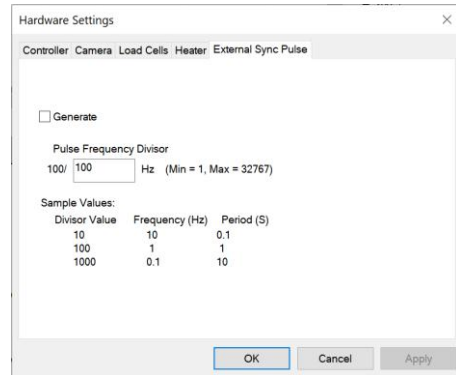 Hardware Settings
Controller Camera Load Cells Heater External Sync Pulse
Generate
Pulse Frequency Divisor
100/ 100 Hz (Min = 1, Max = 32767)
Sample Values:
Divisor Value Frequency (Hz) Period (S)
10 10 0.1
100 1 1
1000 0.1 10
OK Cancel Apply